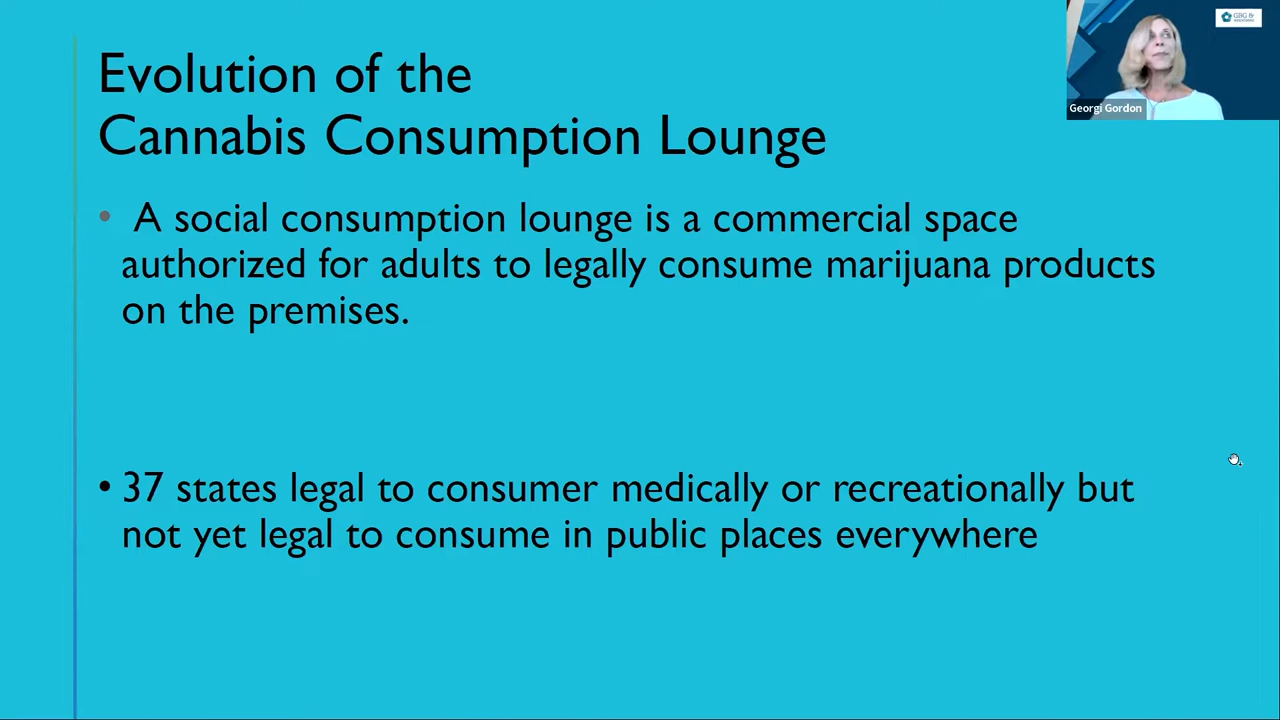 Evolution of the
Cannabis Consumption Lounge
• A social consumption lounge is a commercial space
authorized for adults to legally consume marijuana products
on the premises.
• 37 states legal to consumer medically or recreationally but
not yet legal to consume in public places everywhere
GBG &
Georgi Gordon